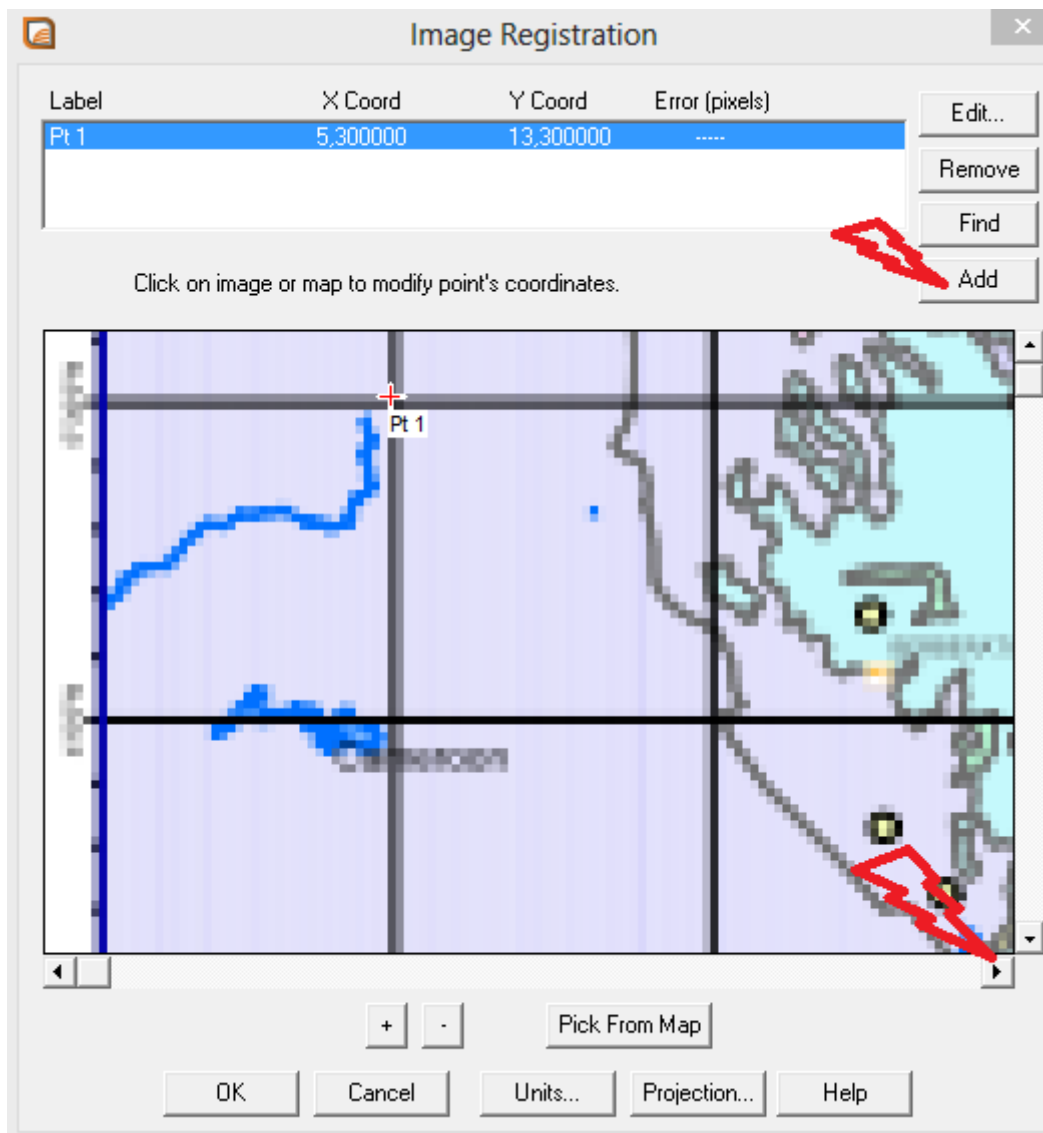 Image Registration
Label X Coord Y Coord Error (pixels)
Pt 1 5,300000 13,300000 -----
Edit...
Remove
Find
Add
Click on image or map to modify point's coordinates.
Pt 1
+ - Pick From Map
OK Cancel Units... Projection... Help